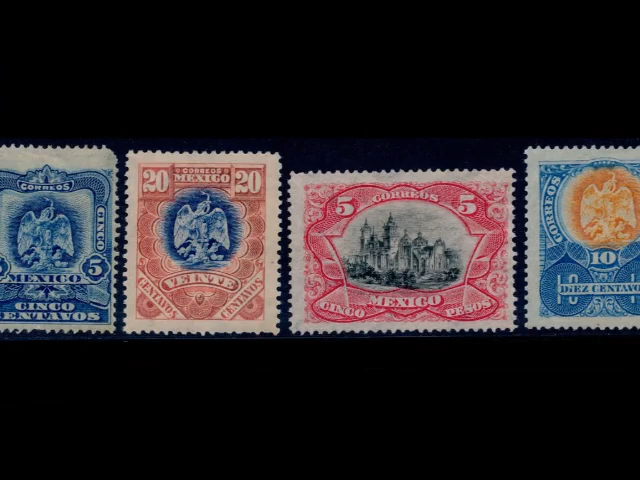 CORREOS
5
MEXICO
CINCO
CINCO
CENTAVOS
20 CORREOS 20
MEXICO
VEINTE
CENTAVOS CENTAVOS
CORREOS
5 5
CINCO MEXICO PESOS
CORREOS
10
DIEZ CENTAVO